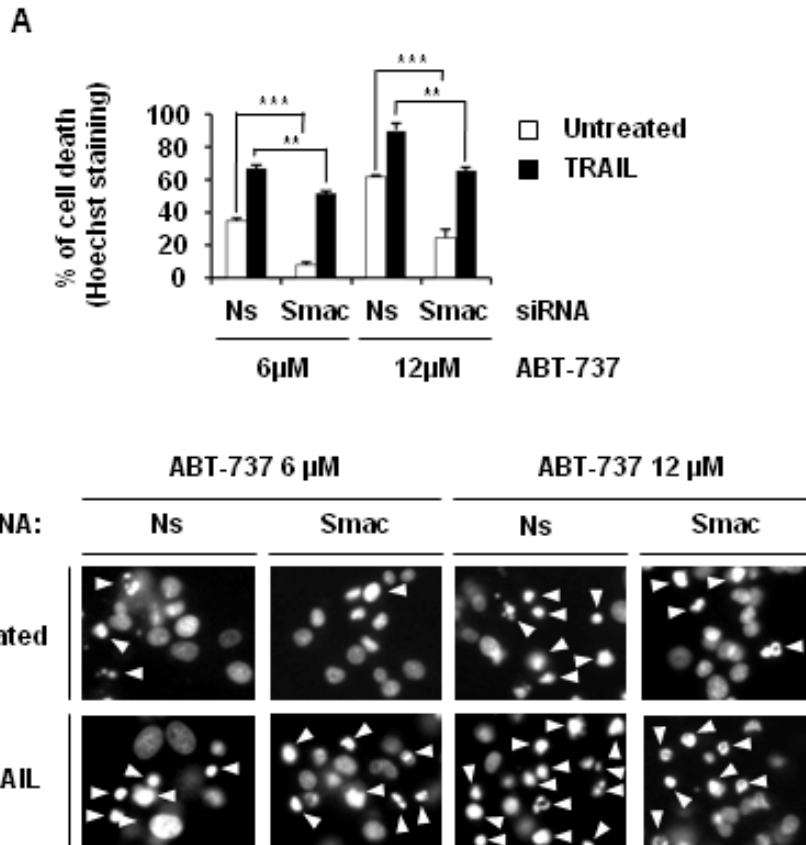 A
% of cell death
(Hoechst staining)
100
80
60
40
20
0
***
**
***
**
Untreated
TRAIL
Ns Smac Ns Smac siRNA
6µM 12µM ABT-737
ABT-737 6 µM ABT-737 12 µM
NA: Ns Smac Ns Smac
ated
AIL